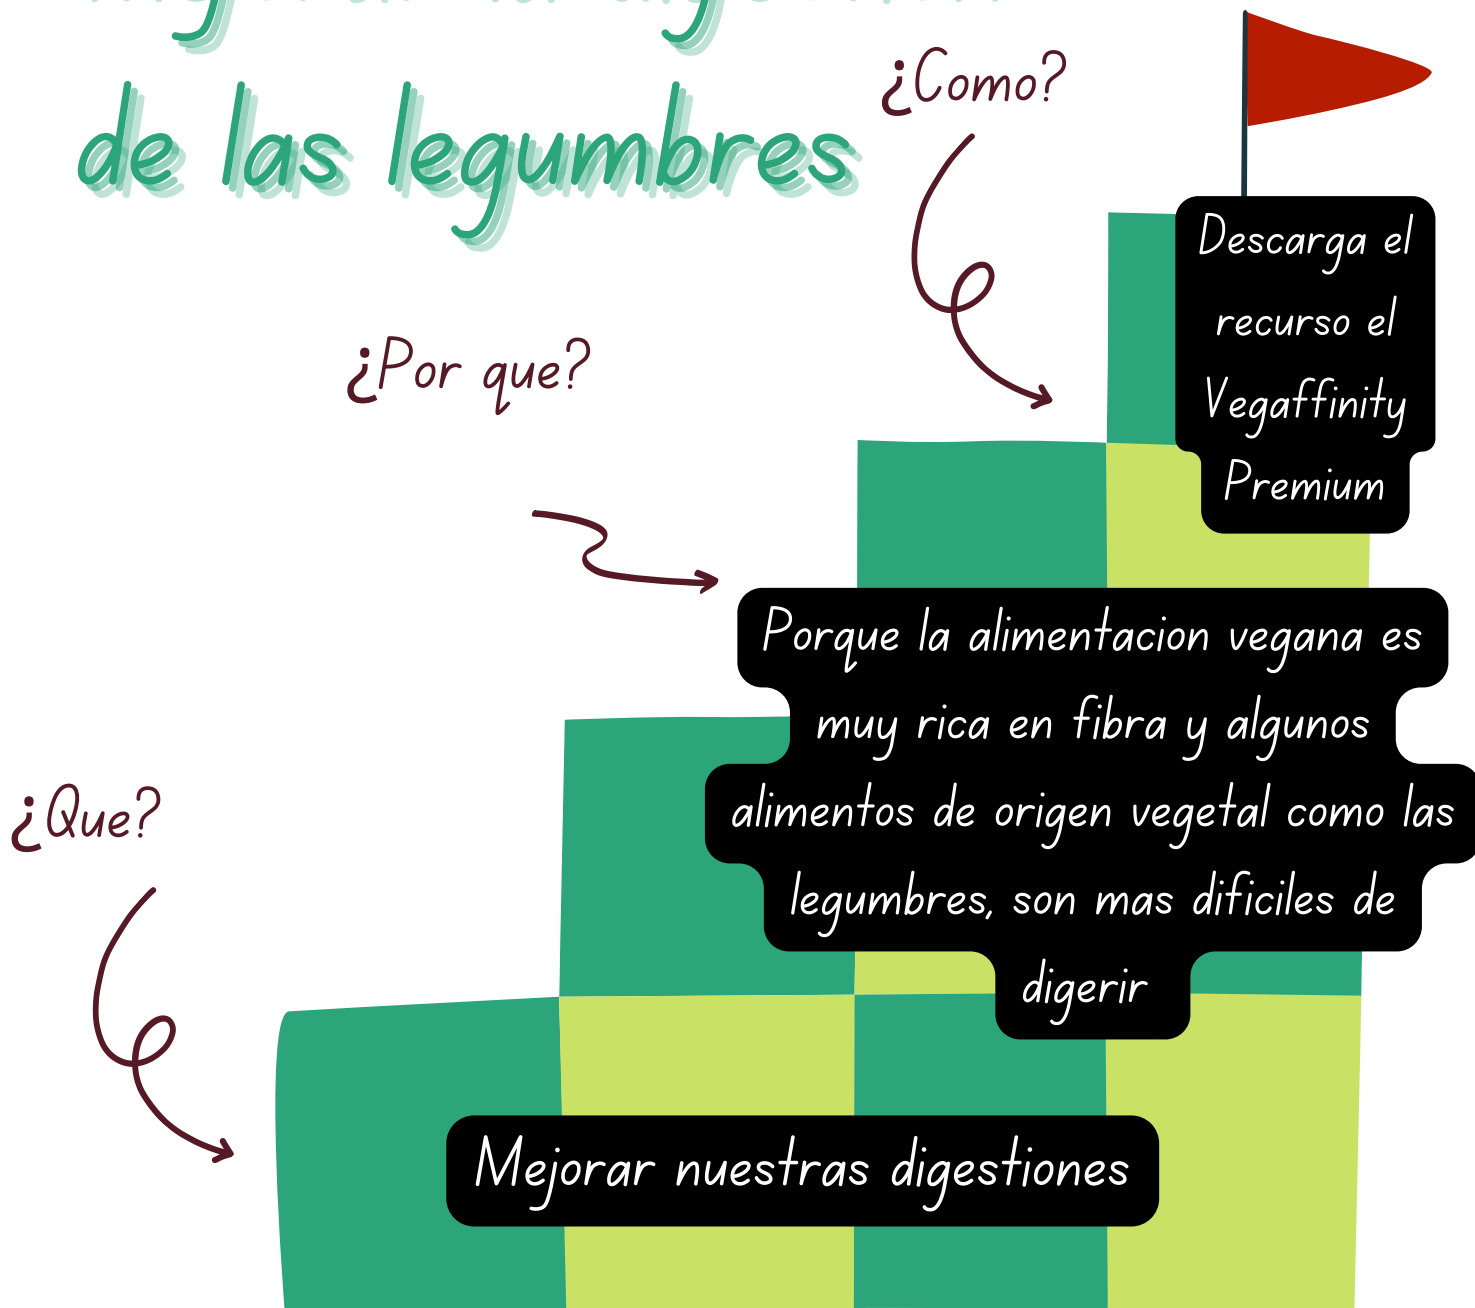 de las legumbres
¿Como?
Descarga el
recurso el
Vegaffinity
Premium
¿Por que?
Porque la alimentacion vegana es
muy rica en fibra y algunos
alimentos de origen vegetal como las
legumbres, son mas dificiles de
digerir
¿Que?
Mejorar nuestras digestiones